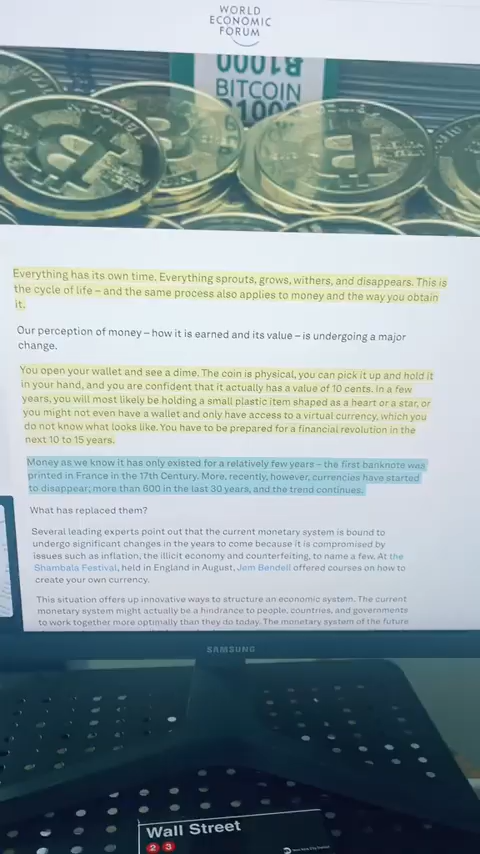 WORLD
ECONOMIC
FORUM
B1000
BITCOIN
B1000
Everything has its own time. Everything sprouts, grows, withers, and disappears. This is
the cycle of life – and the same process also applies to money and the way you obtain
it.
Our perception of money – how it is earned and its value – is undergoing a major
change.
You open your wallet and see a dime. The coin is physical, you can pick it up and hold it
in your hand, and you are confident that it actually has a value of 10 cents. In a few
years, you will most likely be holding a small plastic item shaped as a heart or a star, or
you might not even have a wallet and only have access to a virtual currency, which you
do not know what looks like. You have to be prepared for a financial revolution in the
next 10 to 15 years.
Money as we know it has only existed for a relatively few years – the first banknote was
printed in France in the 17th Century. More, recently, however, currencies have started
to disappear; more than 600 in the last 30 years, and the trend continues.
What has replaced them?
Several leading experts point out that the current monetary system is bound to
undergo significant changes in the years to come because it is compromised by
issues such as inflation, the illicit economy and counterfeiting, to name a few. At the
Shambala Festival, held in England in August, Jem Bendell offered courses on how to
create your own currency.
This situation offers up innovative ways to structure an economic system. The current
monetary system might actually be a hindrance to people, countries, and governments
to work together more optimally than they do today. The monetary system of the future
SAMSUNG
Wall Street
2 3